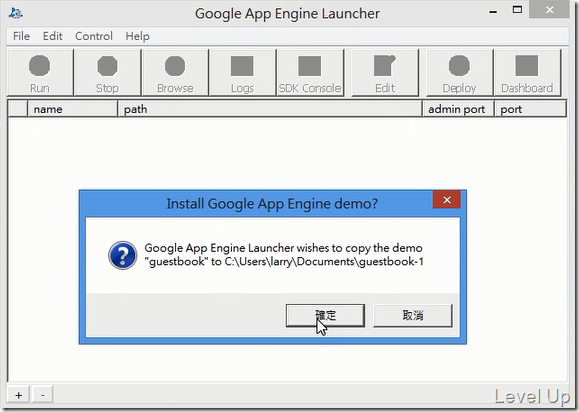 Google App Engine Launcher
File Edit Control Help
Run Stop Browse Logs SDK Console Edit Deploy Dashboard
name path admin port port
Install Google App Engine demo?
Google App Engine Launcher wishes to copy the demo
"guestbook" to C:\Users\larry\Documents\guestbook-1
確定 取消
+ -
Level Up